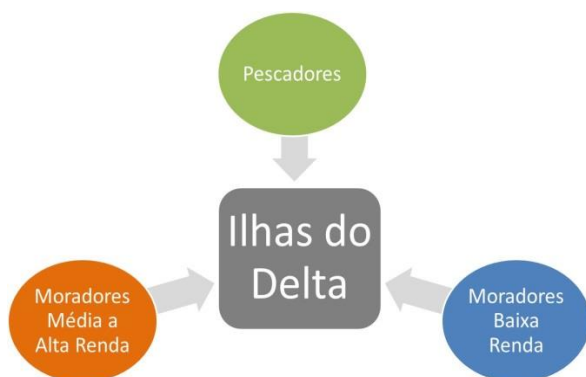 Pescadores
Ilhas do
Delta
Moradores
Média a
Alta Renda
Moradores
Baixa
Renda